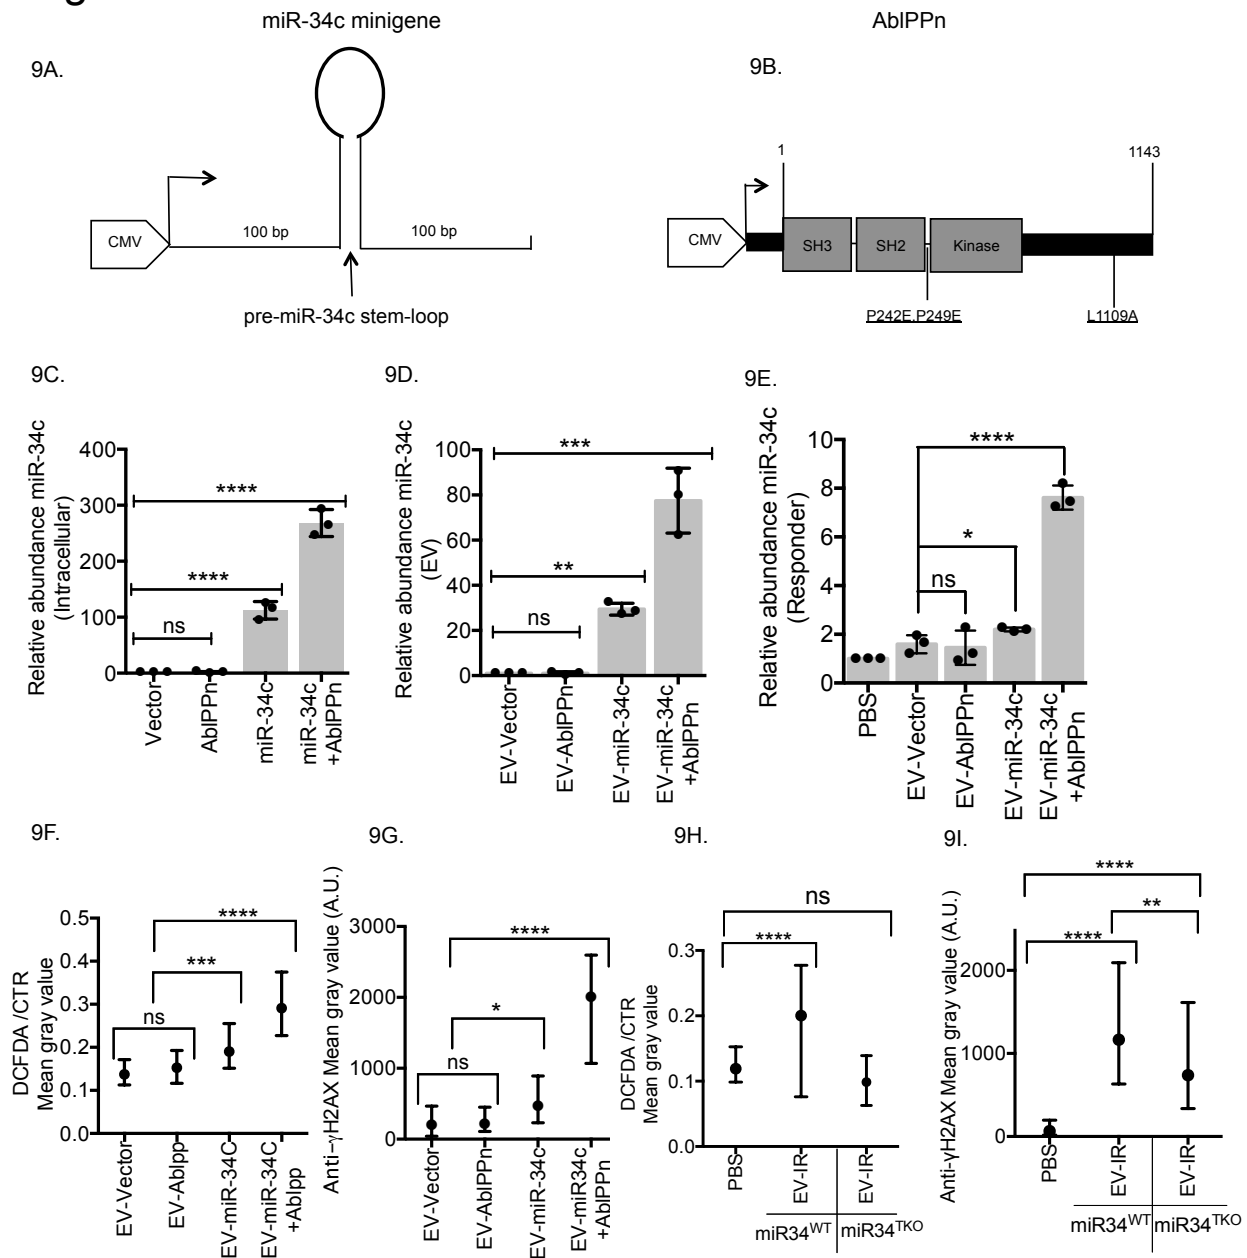 miR-34c minigene
AblPPn
9A.
9B.
CMV
100 bp
100 bp
pre-miR-34c stem-loop
1
1143
CMV
SH3
SH2
Kinase
P242E,P249E
L1109A
9C.
Relative abundance miR-34c
(Intracellular)
400
300
200
100
0
ns
****
****
Vector
AblPPn
miR-34c
miR-34c
+AblPPn
9D.
Relative abundance miR-34c
(EV)
100
80
60
40
20
0
ns
**
***
EV-Vector
EV-AblPPn
EV-miR-34c
EV-miR-34c
+AblPPn
9E.
Relative abundance miR-34c
(Responder)
10
8
6
4
2
0
ns
*
****
PBS
EV-Vector
EV-AblPPn
EV-miR-34c
EV-miR-34c
+AblPPn
9F.
DCFDA /CTR
Mean gray value
0.5
0.4
0.3
0.2
0.1
0.0
ns
***
****
EV-Vector
EV-Ablpp
EV-miR-34C
EV-miR-34C
+Ablpp
9G.
Anti-γH2AX Mean gray value (A.U.)
3000
2000
1000
0
ns
*
****
EV-Vector
EV-AblPPn
EV-miR-34c
EV-miR34c
+AblPPn
9H.
DCFDA /CTR
Mean gray value
0.3
0.2
0.1
0.0
****
ns
PBS
EV-IR
EV-IR
miR34WT
miR34TKO
9I.
Anti-γH2AX Mean gray value (A.U.)
2000
1000
0
****
**
****
PBS
EV-IR
EV-IR
miR34WT
miR34TKO